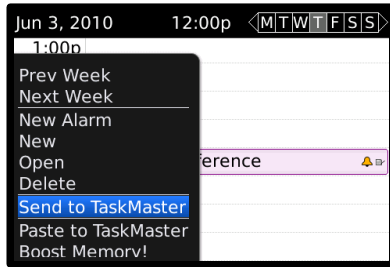 Jun 3, 2010 12:00p M T W T F S S
1:00p
Prev Week
Next Week
New Alarm
New
Open
ference
Delete
Send to TaskMaster
Paste to TaskMaster
Boost Memory!